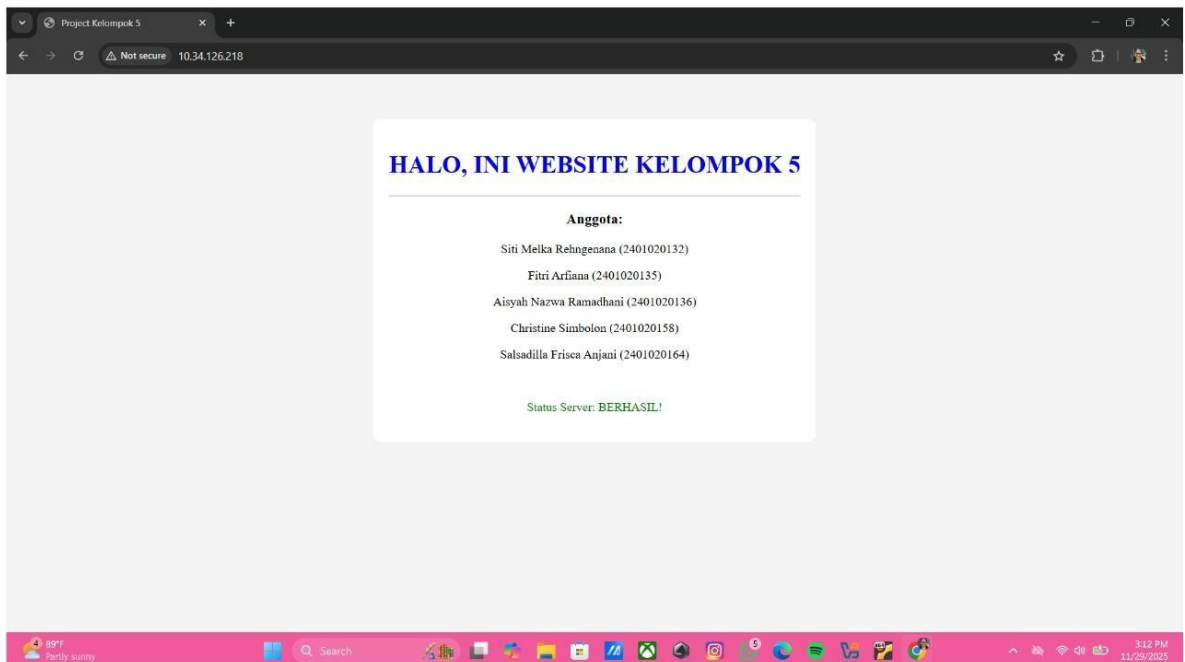 Project Kelompok 5
Not secure 10.34.126.218
HALO, INI WEBSITE KELOMPOK 5
Anggota:
Siti Melka Rehngenana (2401020132)
Fitri Arfiana (2401020135)
Aisyah Nazwa Ramadhani (2401020136)
Christine Simbolon (2401020158)
Salsadilla Frisca Anjani (2401020164)
Status Server: BERHASIL!
4
89°F
Partly sunny
Search
5
3:12 PM
11/29/2025